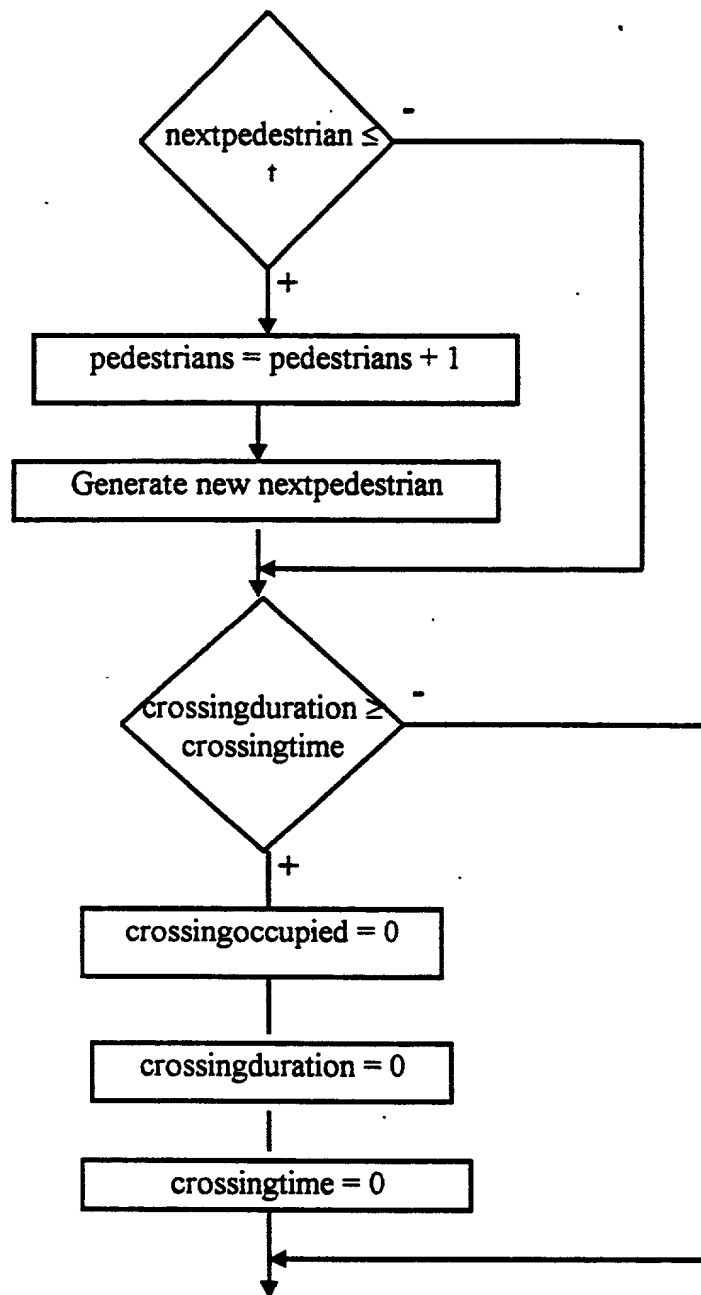 -
nextpedestrian ≤
t
+
pedestrians = pedestrians + 1
Generate new nextpedestrian
-
crossingduration ≥
crossingtime
+
crossingoccupied = 0
crossingduration = 0
crossingtime = 0